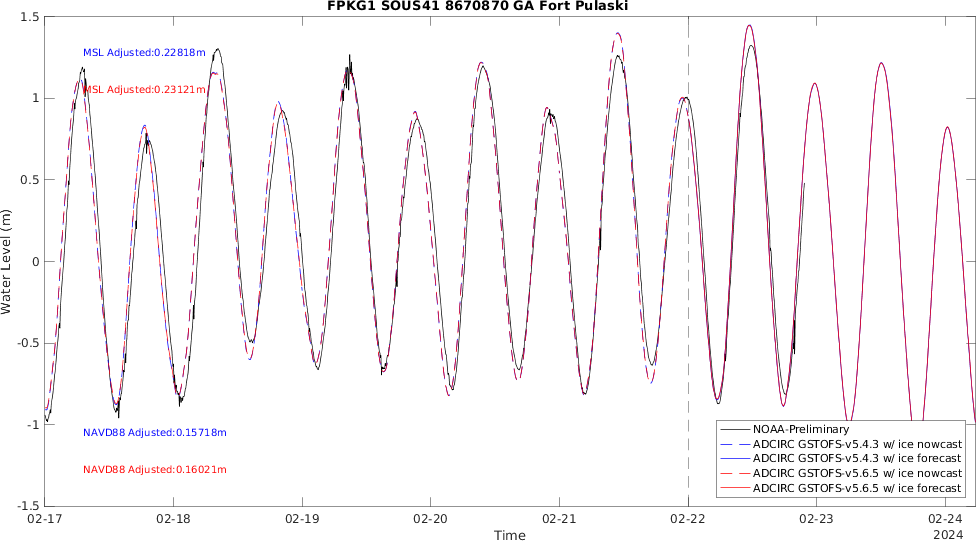 FPKG1 SOUS41 8670870 GA Fort Pulaski
1.5
1
0.5
0
-0.5
-1
-1.5
Water Level (m)
MSL Adjusted:0.22818m
MSL Adjusted:0.23121m
NAVD88 Adjusted:0.15718m
NAVD88 Adjusted:0.16021m
NOAA-Preliminary
ADCIRC GSTOFS-v5.4.3 w/ ice nowcast
ADCIRC GSTOFS-v5.4.3 w/ ice forecast
ADCIRC GSTOFS-v5.6.5 w/ ice nowcast
ADCIRC GSTOFS-v5.6.5 w/ ice forecast
02-17 02-18 02-19 02-20 02-21 02-22 02-23 02-24
2024
Time